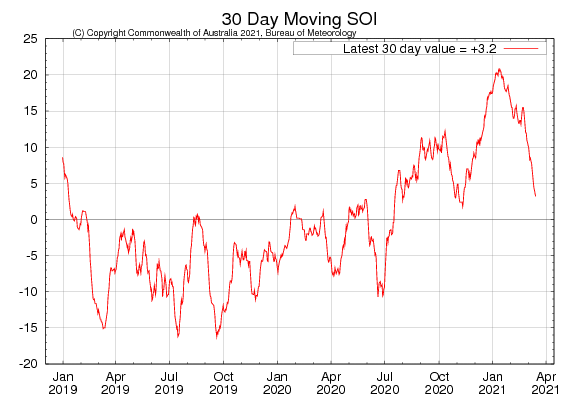 30 Day Moving SOI
(C) Copyright Commonwealth of Australia 2021, Bureau of Meteorology
Latest 30 day value = +3.2
25
20
15
10
5
0
-5
-10
-15
-20
Jan Apr Jul Oct Jan Apr Jul Oct Jan Apr
2019 2019 2019 2019 2020 2020 2020 2020 2021 2021